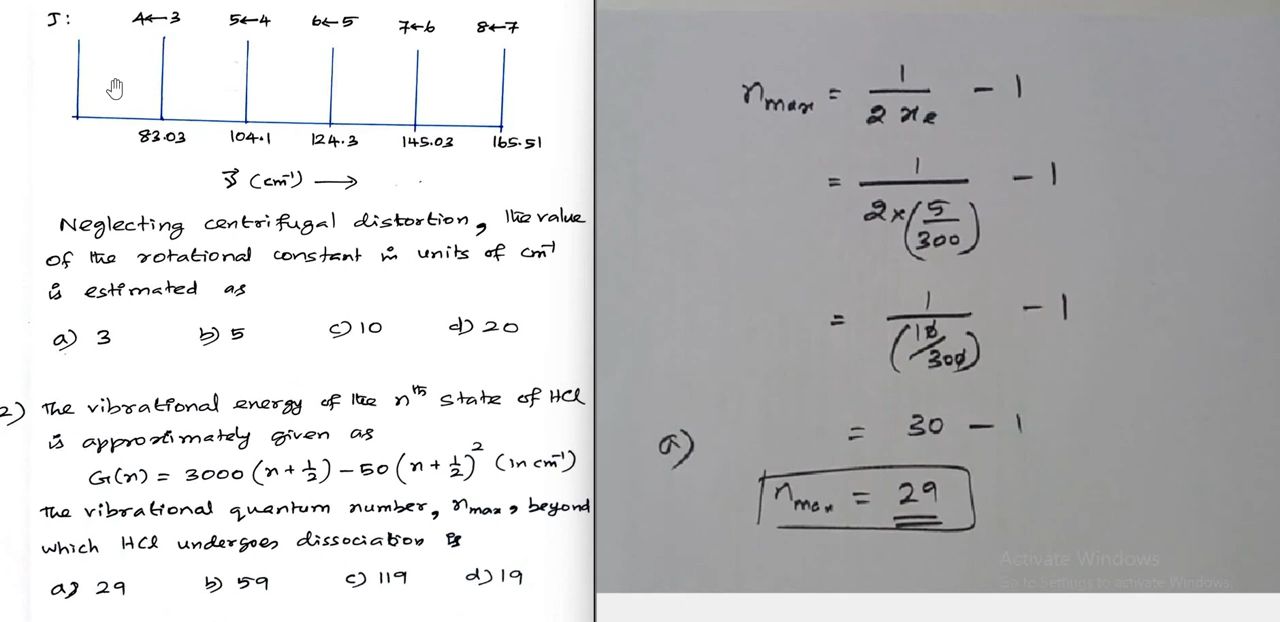 J: 4←3 5←4 6←5 7←6 8←7
83.03 104.1 124.3 145.03 165.51
ν̄ (cm⁻¹) →
Neglecting centrifugal distortion, the value
of the rotational constant in units of cm⁻¹
is estimated as
a) 3 b) 5 c) 10 d) 20
2) The vibrational energy of the nᵗʰ state of HCl
is approximately given as
G(n) = 3000 (n + 1/2) − 50 (n + 1/2)² (in cm⁻¹)
The vibrational quantum number, nmax, beyond
which HCl undergoes dissociation is
a) 29 b) 59 c) 119 d) 19
nmax = 1/(2 xe) − 1
= 1/(2×(5/300)) − 1
= 1/(10/300) − 1
= 30 − 1
a)
nmax = 29
Activate Windows
Go to Settings to activate Windows.